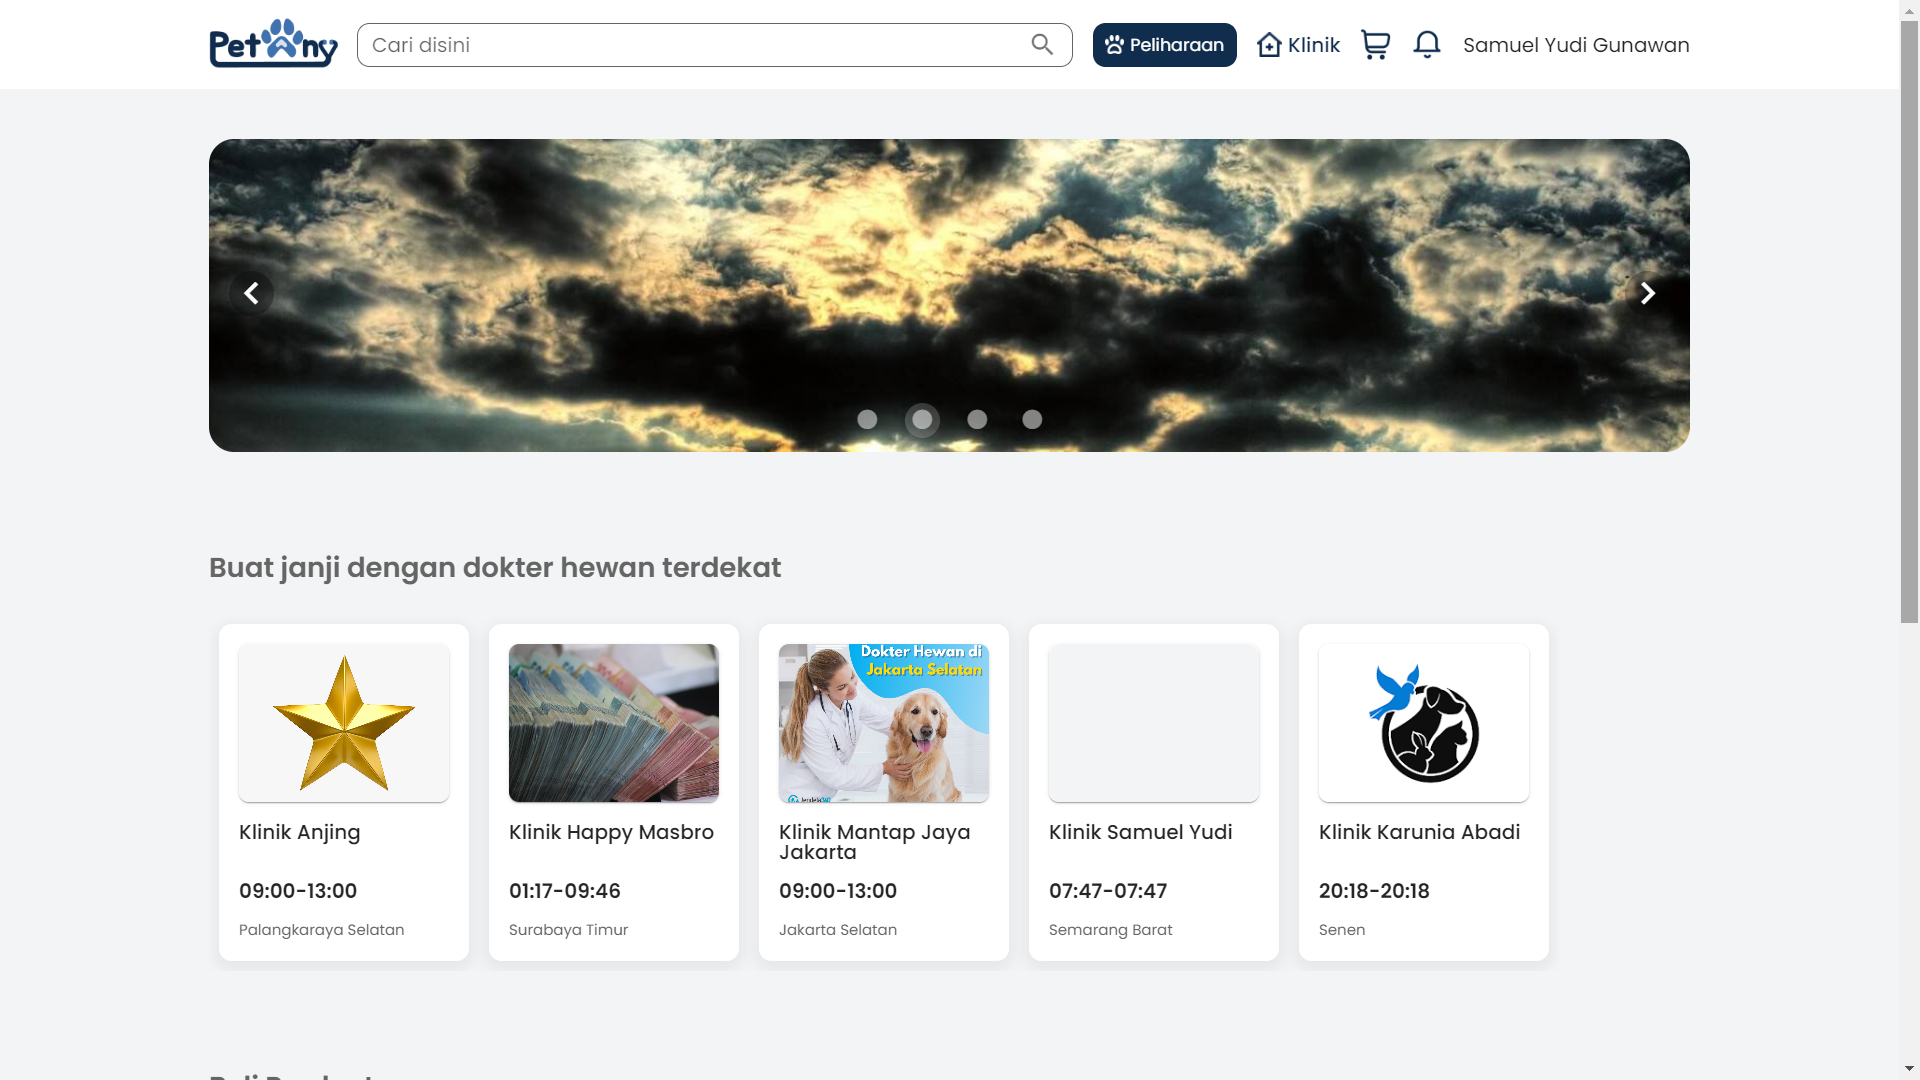 Pet ny
Cari disini
Peliharaan
Klinik
Samuel Yudi Gunawan
Buat janji dengan dokter hewan terdekat
Dokter Hewan di
Jakarta Selatan
Klinik Anjing
09:00-13:00
Palangkaraya Selatan
Klinik Happy Masbro
01:17-09:46
Surabaya Timur
Klinik Mantap Jaya
Jakarta
09:00-13:00
Jakarta Selatan
Klinik Samuel Yudi
07:47-07:47
Semarang Barat
Klinik Karunia Abadi
20:18-20:18
Senen